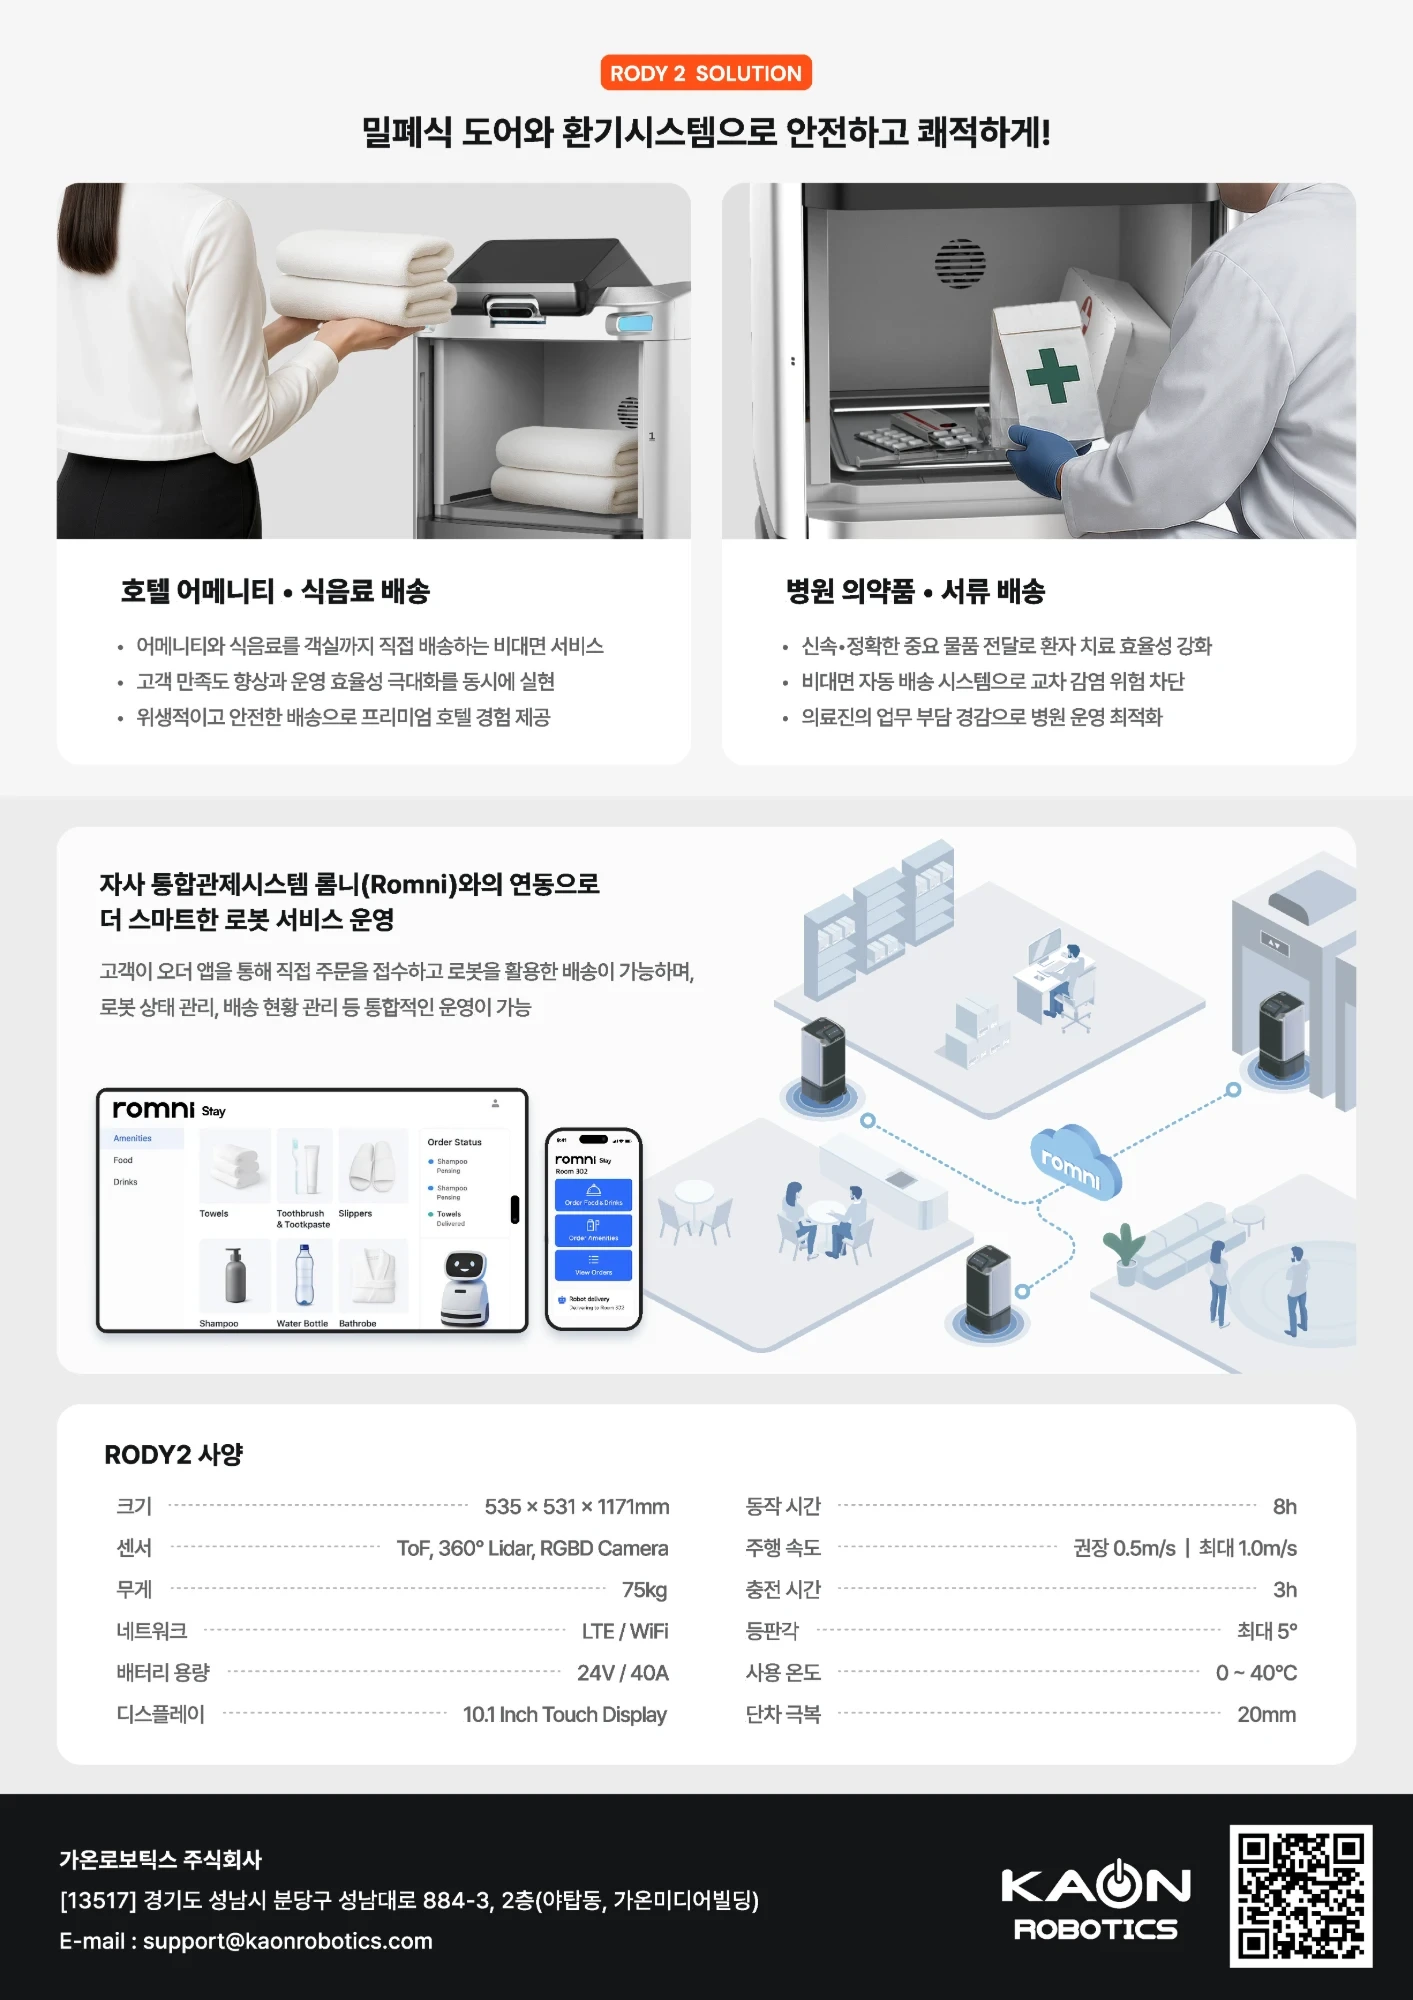 RODY 2 SOLUTION
밀폐식 도어와 환기시스템으로 안전하고 쾌적하게!
1
호텔 어메니티 • 식음료 배송
• 어메니티와 식음료를 객실까지 직접 배송하는 비대면 서비스
• 고객 만족도 향상과 운영 효율성 극대화를 동시에 실현
• 위생적이고 안전한 배송으로 프리미엄 호텔 경험 제공
병원 의약품 • 서류 배송
• 신속•정확한 중요 물품 전달로 환자 치료 효율성 강화
• 비대면 자동 배송 시스템으로 교차 감염 위험 차단
• 의료진의 업무 부담 경감으로 병원 운영 최적화
자사 통합관제시스템 롬니(Romni)와의 연동으로
더 스마트한 로봇 서비스 운영
고객이 오더 앱을 통해 직접 주문을 접수하고 로봇을 활용한 배송이 가능하며,
로봇 상태 관리, 배송 현황 관리 등 통합적인 운영이 가능
romni Stay
Amenities
Food
Drinks
Towels
Toothbrush
& Tootkpaste
Slippers
Shampoo
Water Bottle
Bathrobe
Order Status
Shampoo
Pensing
Shampoo
Pensing
Towels
Delivered
9:41
romni Stay
Room 302
Order Food & Drinks
Order Amenities
View Orders
Robot delivery
Delivering to Room 302
romni
RODY2 사양
크기 535 × 531 × 1171mm
센서 ToF, 360° Lidar, RGBD Camera
무게 75kg
네트워크 LTE / WiFi
배터리 용량 24V / 40A
디스플레이 10.1 Inch Touch Display
동작 시간 8h
주행 속도 권장 0.5m/s | 최대 1.0m/s
충전 시간 3h
등판각 최대 5°
사용 온도 0 ~ 40°C
단차 극복 20mm
가온로보틱스 주식회사
[13517] 경기도 성남시 분당구 성남대로 884-3, 2층(야탑동, 가온미디어빌딩)
E-mail : support@kaonrobotics.com
KAON
ROBOTICS